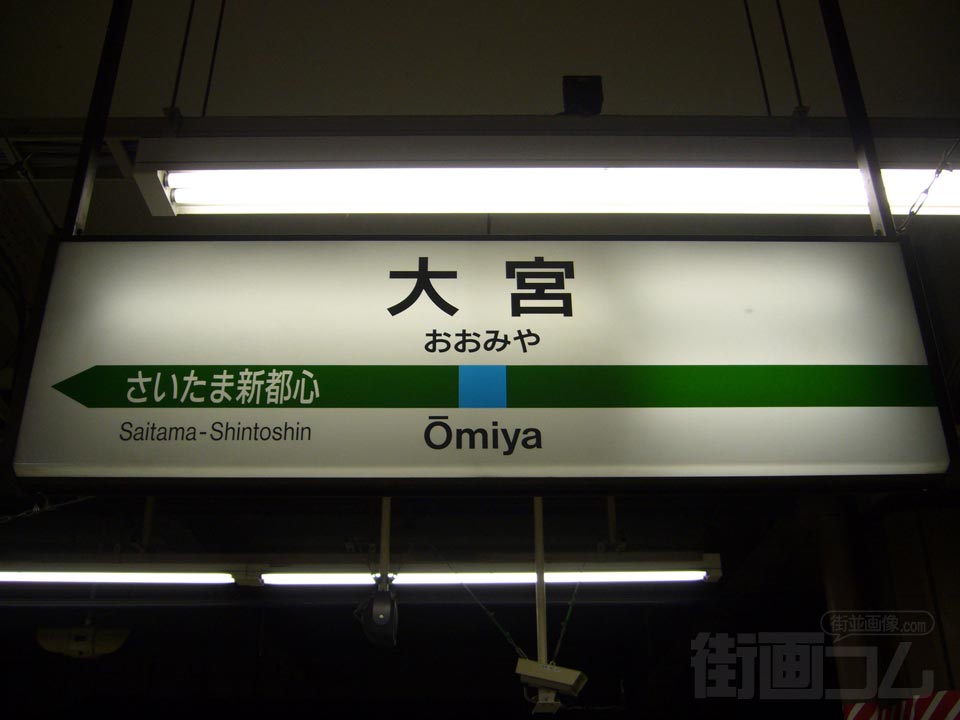 大宮
おおみや
さいたま新都心
Saitama-Shintoshin
Ōmiya
街並画像.com
街画コム